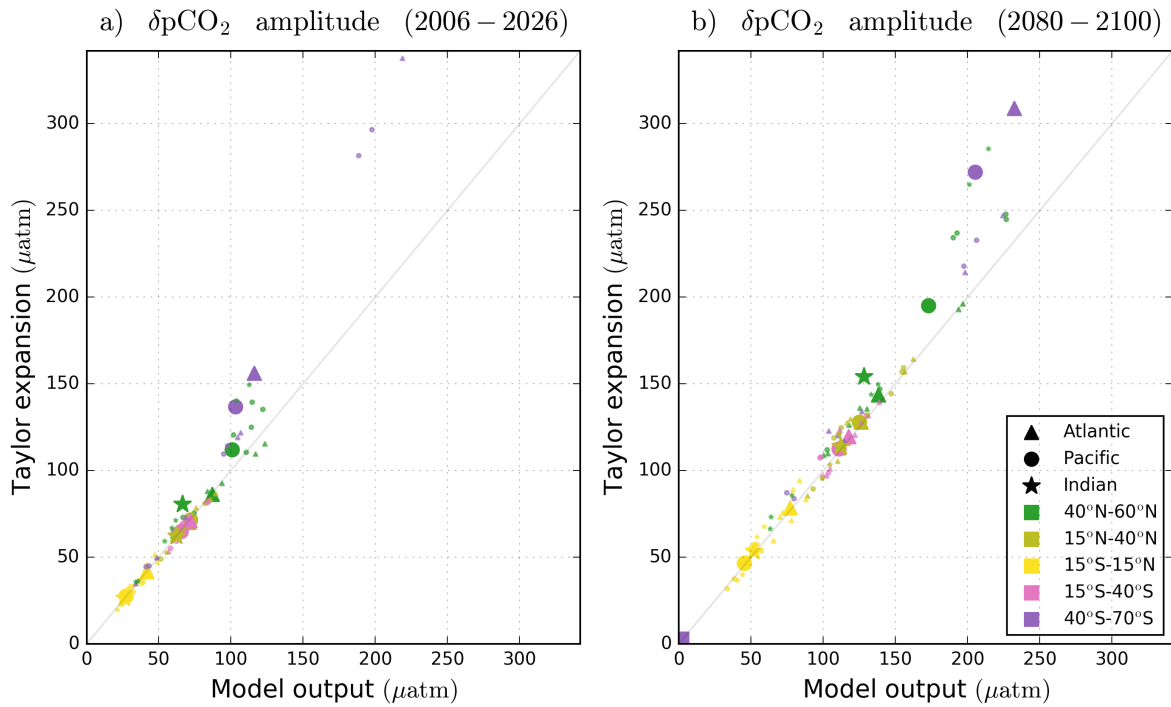 a) δpCO₂ amplitude (2006 − 2026)
b) δpCO₂ amplitude (2080 − 2100)
Taylor expansion (μatm)
300
250
200
150
100
50
0
0 50 100 150 200 250 300
Model output (μatm)
Taylor expansion (μatm)
300
250
200
150
100
50
0
0 50 100 150 200 250 300
Model output (μatm)
Atlantic
Pacific
Indian
40°N-60°N
15°N-40°N
15°S-15°N
15°S-40°S
40°S-70°S